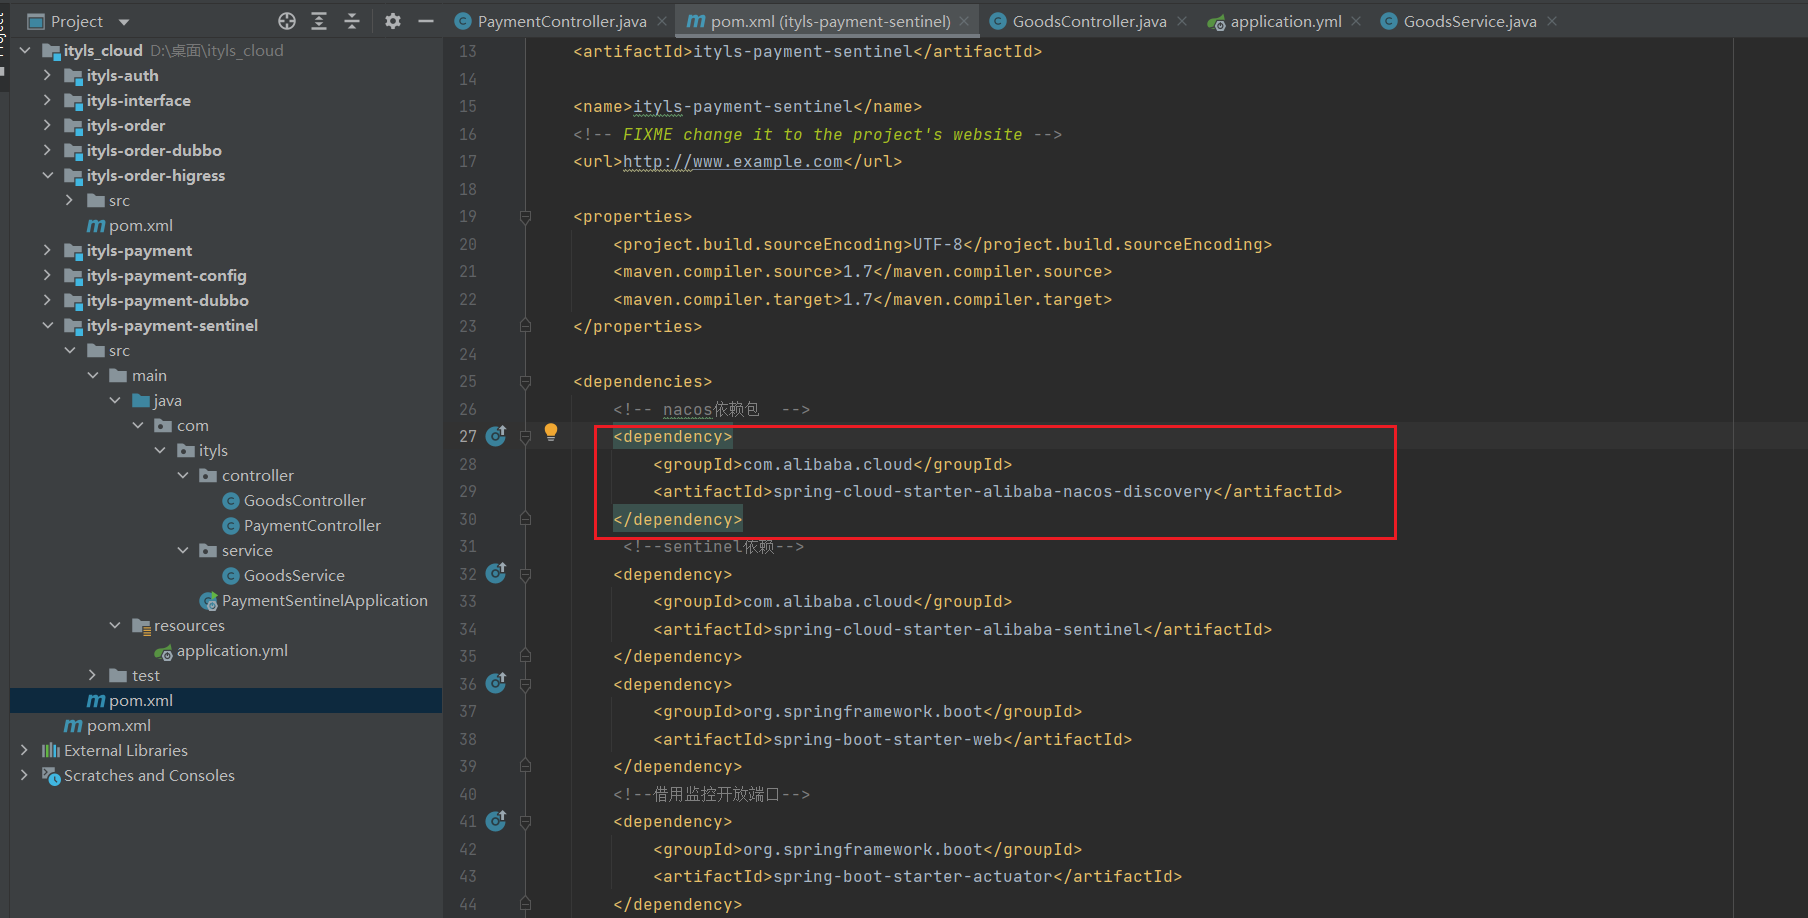 Project
PaymentController.java
pom.xml (ityls-payment-sentinel)
GoodsController.java
application.yml
GoodsService.java
ityls_cloud D:\桌面\ityls_cloud
ityls-auth
ityls-interface
ityls-order
ityls-order-dubbo
ityls-order-higress
src
pom.xml
ityls-payment
ityls-payment-config
ityls-payment-dubbo
ityls-payment-sentinel
src
main
java
com
ityls
controller
GoodsController
PaymentController
service
GoodsService
PaymentSentinelApplication
resources
application.yml
test
pom.xml
pom.xml
External Libraries
Scratches and Consoles
13 <artifactId>ityls-payment-sentinel</artifactId>
14
15 <name>ityls-payment-sentinel</name>
16 <!-- FIXME change it to the project's website -->
17 <url>http://www.example.com</url>
18
19 <properties>
20 <project.build.sourceEncoding>UTF-8</project.build.sourceEncoding>
21 <maven.compiler.source>1.7</maven.compiler.source>
22 <maven.compiler.target>1.7</maven.compiler.target>
23 </properties>
24
25 <dependencies>
26 <!-- nacos依赖包 -->
27 <dependency>
28 <groupId>com.alibaba.cloud</groupId>
29 <artifactId>spring-cloud-starter-alibaba-nacos-discovery</artifactId>
30 </dependency>
31 <!--sentinel依赖-->
32 <dependency>
33 <groupId>com.alibaba.cloud</groupId>
34 <artifactId>spring-cloud-starter-alibaba-sentinel</artifactId>
35 </dependency>
36 <dependency>
37 <groupId>org.springframework.boot</groupId>
38 <artifactId>spring-boot-starter-web</artifactId>
39 </dependency>
40 <!--借用监控开放端口-->
41 <dependency>
42 <groupId>org.springframework.boot</groupId>
43 <artifactId>spring-boot-starter-actuator</artifactId>
44 </dependency>